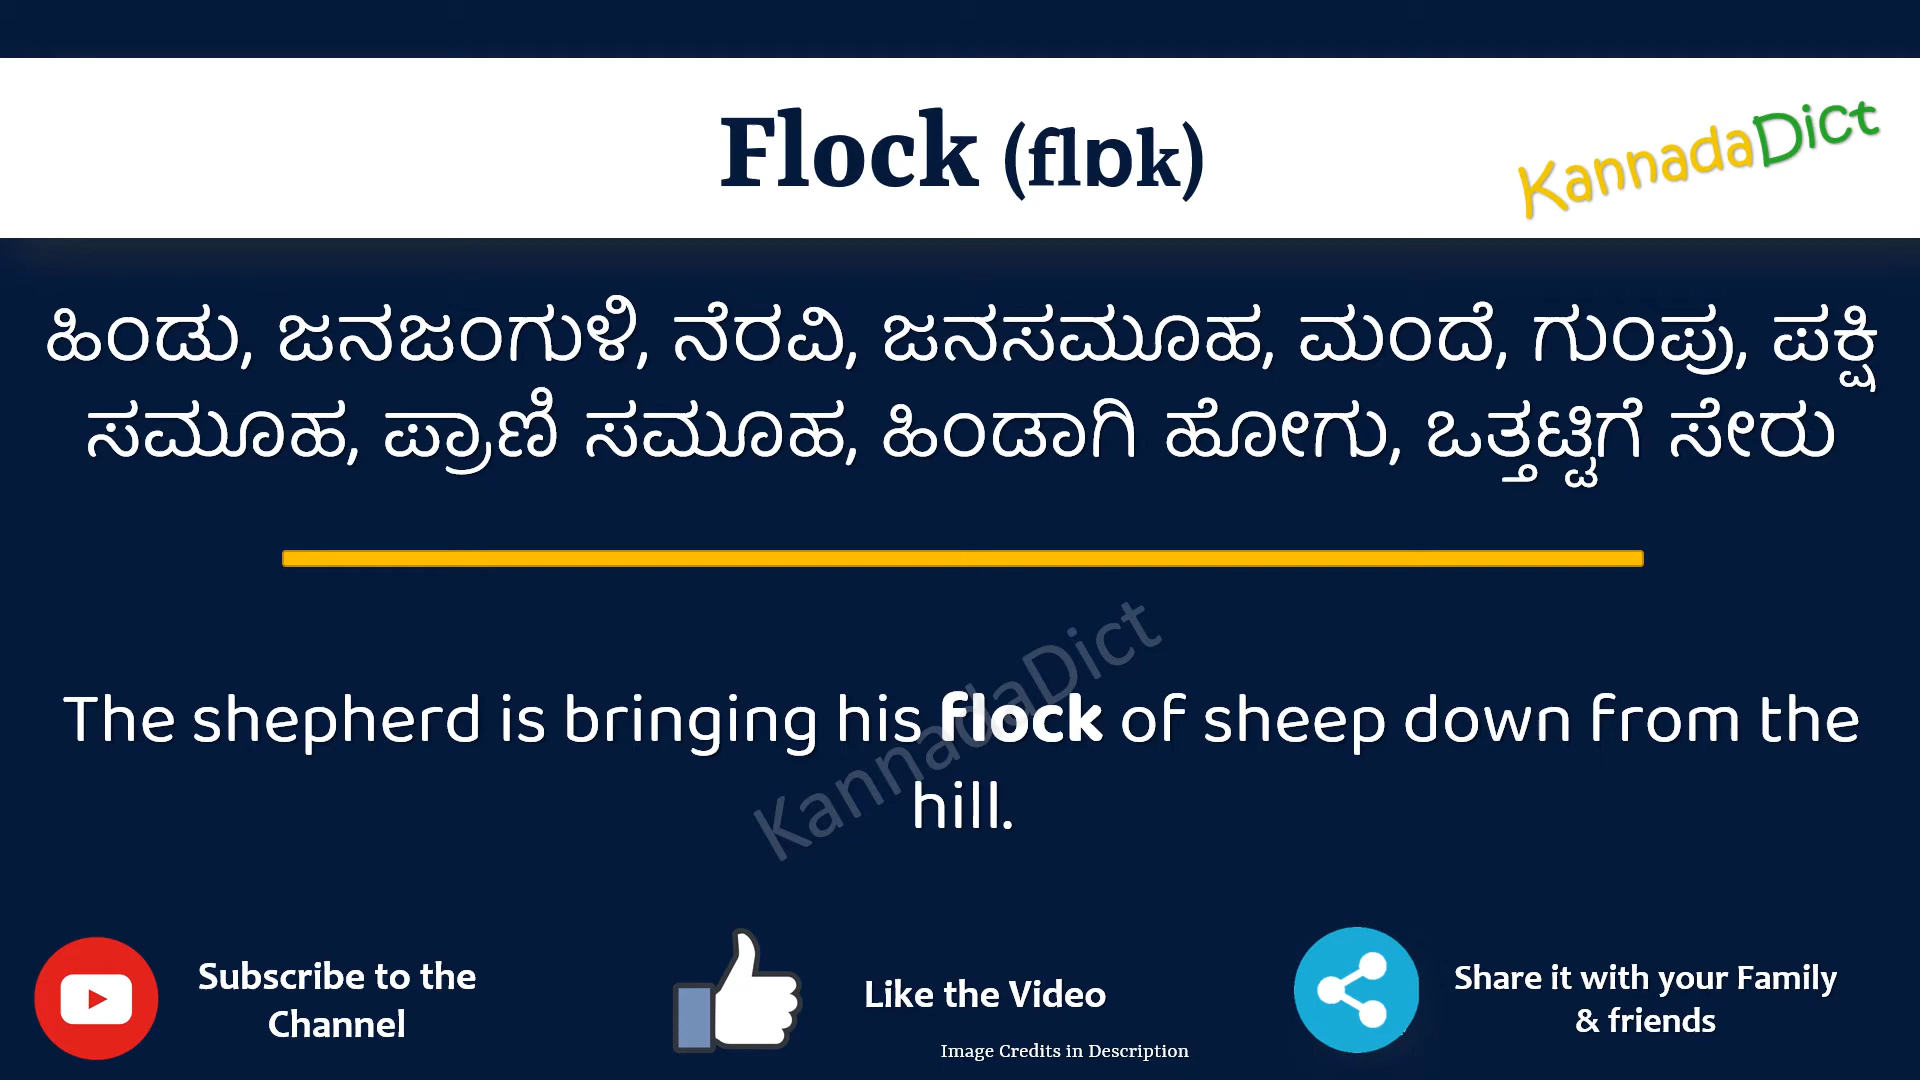 Flock (flɒk)
KannadaDict
ಹಿಂಡು, ಜನಜಂಗುಳಿ, ನೆರವಿ, ಜನಸಮೂಹ, ಮಂದೆ, ಗುಂಪು, ಪಕ್ಷಿ
ಸಮೂಹ, ಪ್ರಾಣಿ ಸಮೂಹ, ಹಿಂಡಾಗಿ ಹೋಗು, ಒತ್ತಟ್ಟಿಗೆ ಸೇರು
KannadaDict
The shepherd is bringing his flock of sheep down from the
hill.
Subscribe to the
Channel
Like the Video
Share it with your Family
& friends
Image Credits in Description